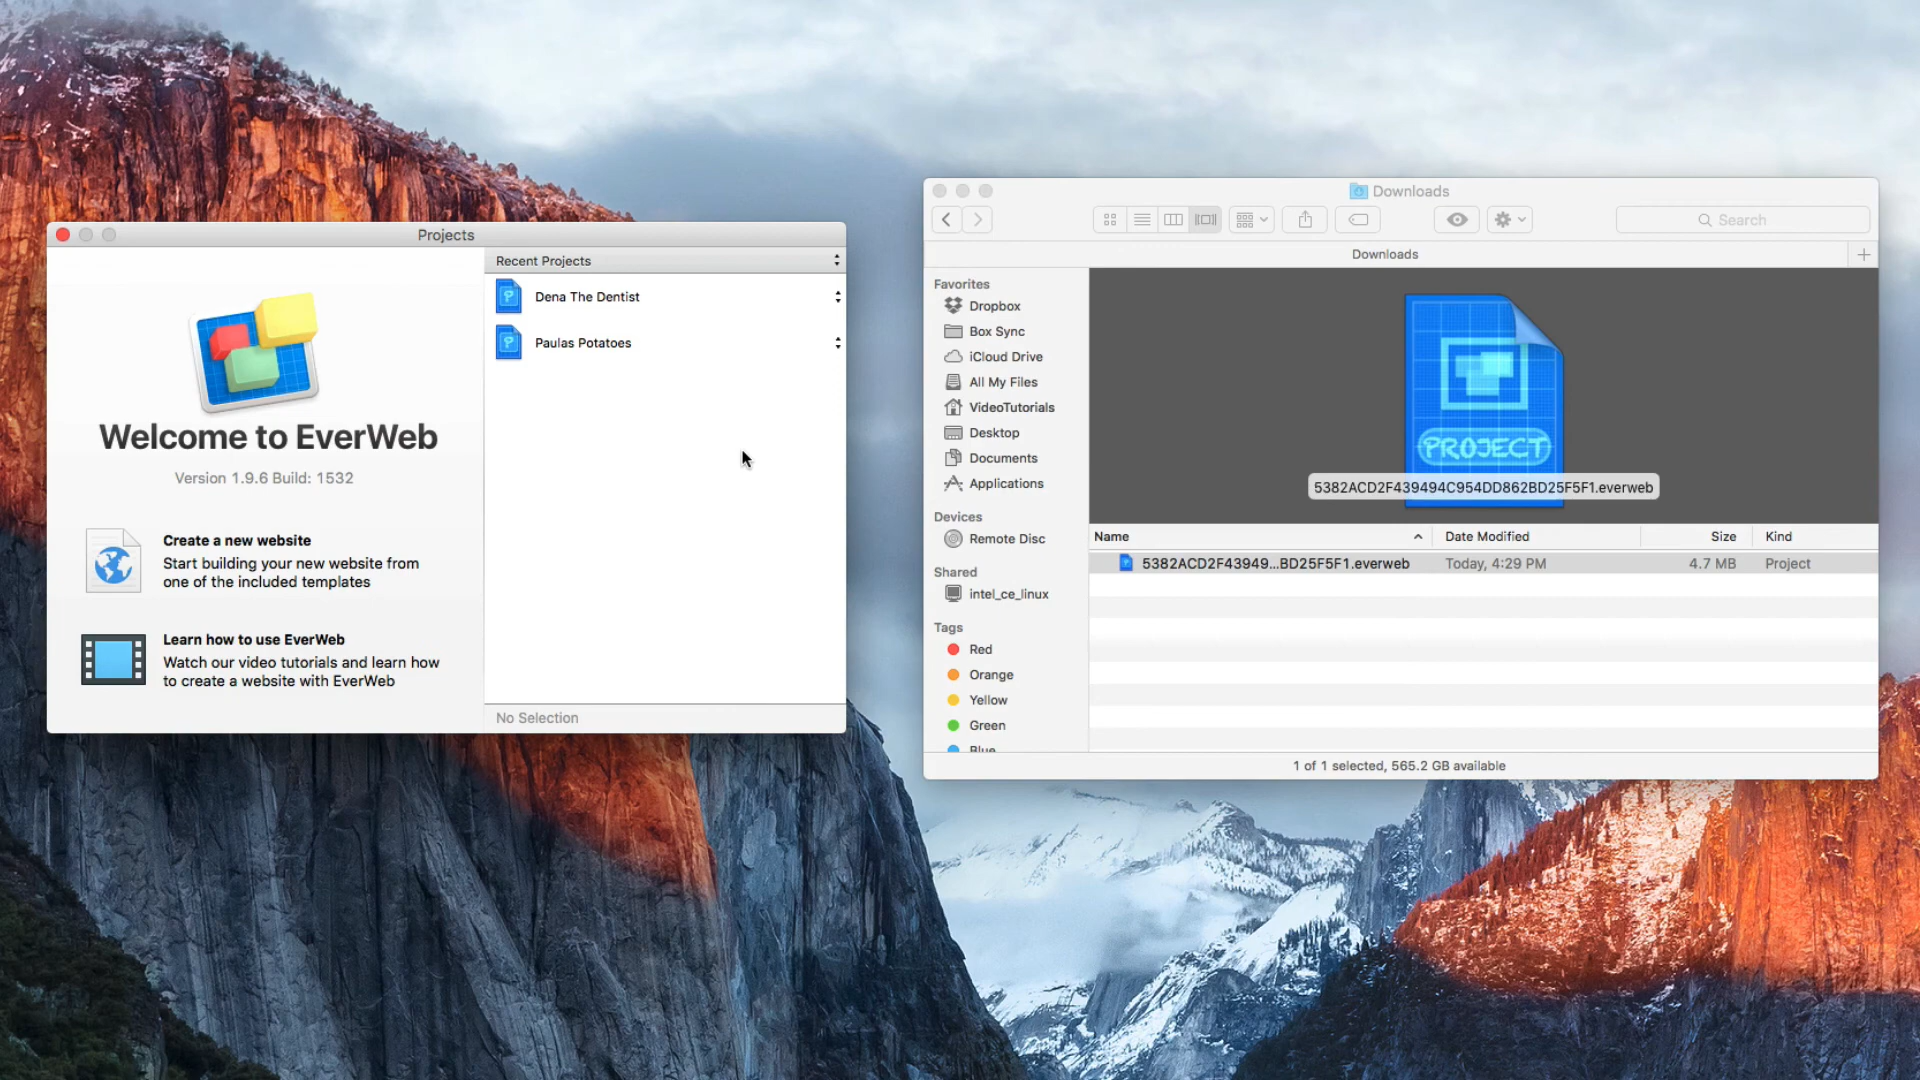 Projects
Recent Projects
Dena The Dentist
Paulas Potatoes
Welcome to EverWeb
Version 1.9.6 Build: 1532
Create a new website
Start building your new website from
one of the included templates
Learn how to use EverWeb
Watch our video tutorials and learn how
to create a website with EverWeb
No Selection
Downloads
Search
Downloads
Favorites
Dropbox
Box Sync
iCloud Drive
All My Files
VideoTutorials
Desktop
Documents
Applications
Devices
Remote Disc
Shared
intel_ce_linux
Tags
Red
Orange
Yellow
Green
Blue
PROJECT
5382ACD2F439494C954DD862BD25F5F1.everweb
Name Date Modified Size Kind
5382ACD2F43949...BD25F5F1.everweb Today, 4:29 PM 4.7 MB Project
1 of 1 selected, 565.2 GB available